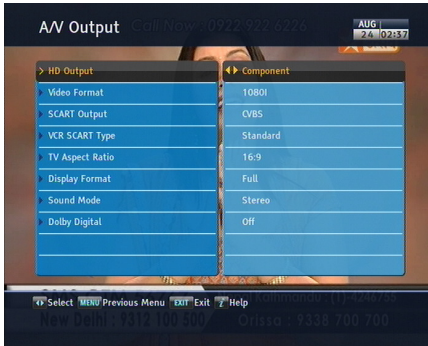 A/V Output
Call Now : 0922 922 6226
AUG
24 02:37
> HD Output Component
Video Format 1080I
SCART Output CVBS
VCR SCART Type Standard
TV Aspect Ratio 16:9
Display Format Full
Sound Mode Stereo
Dolby Digital Off
Select MENU Previous Menu EXIT Exit ? Help
Kathmandu : (1)-4246755
New Delhi : 9312 100 500 Orissa : 9338 700 700